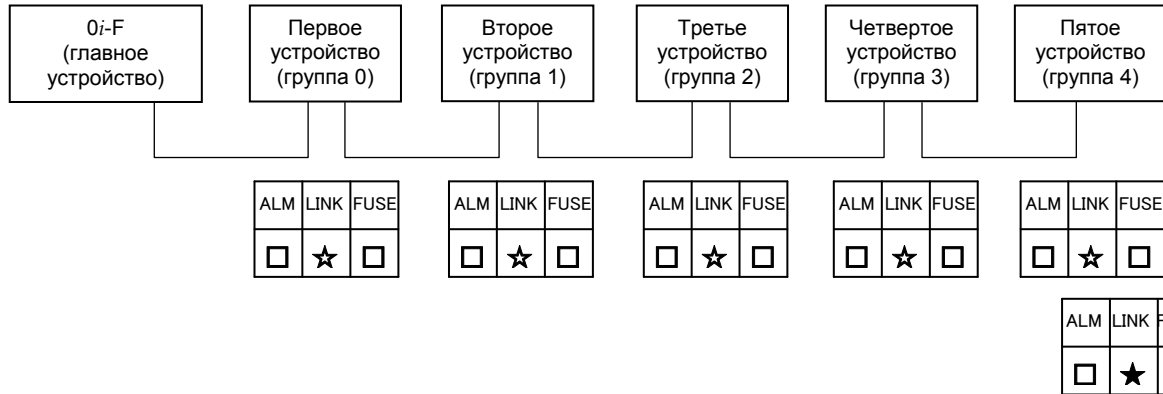 0i-F
(главное
устройство)
Первое
устройство
(группа 0)
Второе
устройство
(группа 1)
Третье
устройство
(группа 2)
Четвертое
устройство
(группа 3)
Пятое
устройство
(группа 4)
ALM LINK FUSE
□ ☆ □
ALM LINK FUSE
□ ☆ □
ALM LINK FUSE
□ ☆ □
ALM LINK FUSE
□ ☆ □
ALM LINK FUSE
□ ☆ □
ALM LINK
□ ★